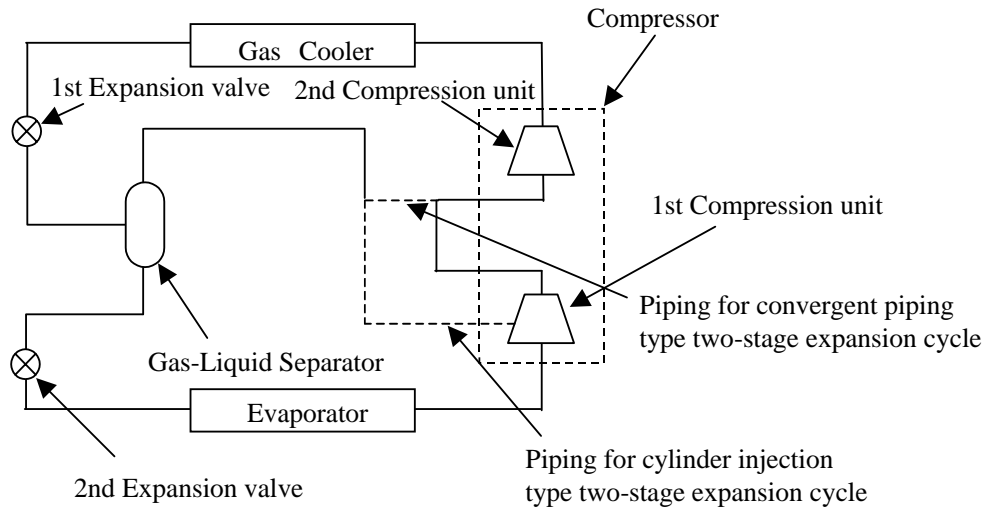 Compressor
Gas Cooler
1st Expansion valve
2nd Compression unit
1st Compression unit
Piping for convergent piping
type two-stage expansion cycle
Gas-Liquid Separator
Evaporator
Piping for cylinder injection
type two-stage expansion cycle
2nd Expansion valve